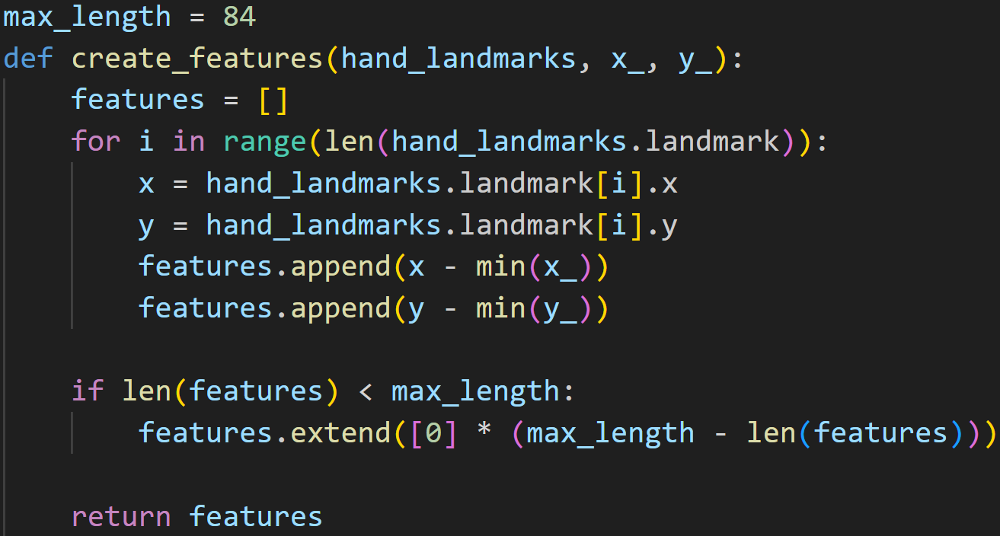 max_length = 84
def create_features(hand_landmarks, x_, y_):
    features = []
    for i in range(len(hand_landmarks.landmark)):
        x = hand_landmarks.landmark[i].x
        y = hand_landmarks.landmark[i].y
        features.append(x - min(x_))
        features.append(y - min(y_))

    if len(features) < max_length:
        features.extend([0] * (max_length - len(features)))

    return features